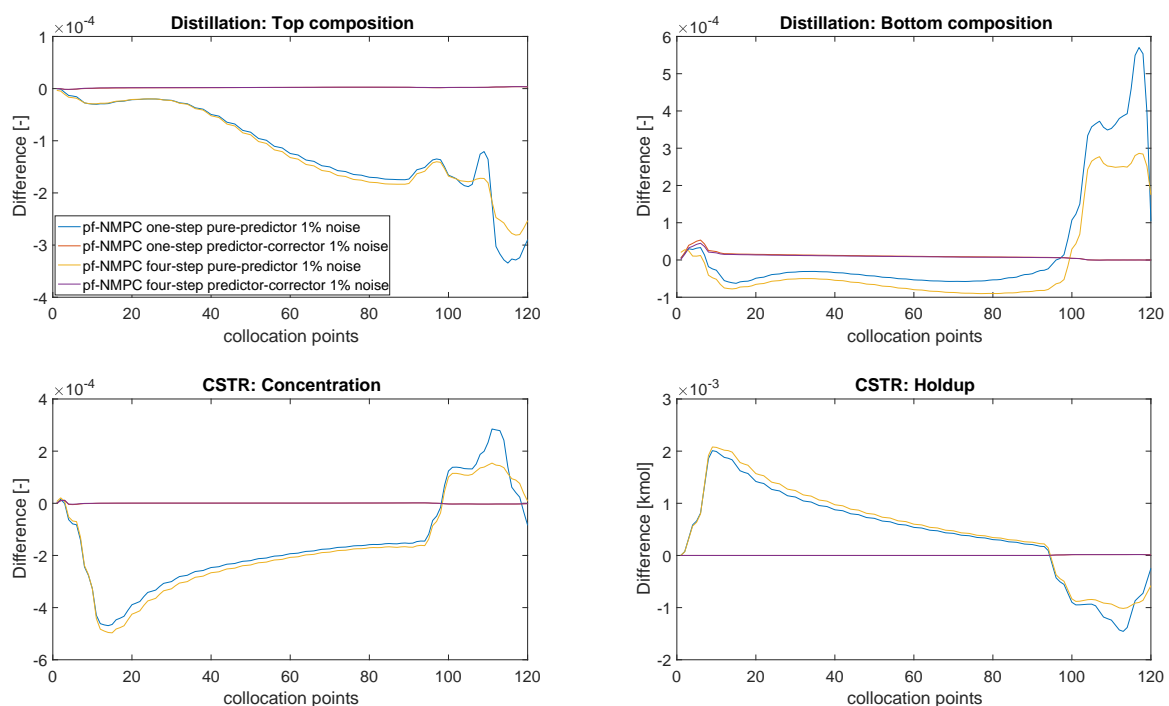 Distillation: Top composition
×10⁻⁴
1
0
-1
-2
-3
-4
Difference [-]
pf-NMPC one-step pure-predictor 1% noise
pf-NMPC one-step predictor-corrector 1% noise
pf-NMPC four-step pure-predictor 1% noise
pf-NMPC four-step predictor-corrector 1% noise
0 20 40 60 80 100 120
collocation points
Distillation: Bottom composition
×10⁻⁴
6
5
4
3
2
1
0
-1
Difference [-]
0 20 40 60 80 100 120
collocation points
CSTR: Concentration
×10⁻⁴
4
2
0
-2
-4
-6
Difference [-]
0 20 40 60 80 100 120
collocation points
CSTR: Holdup
×10⁻³
3
2
1
0
-1
-2
Difference [kmol]
0 20 40 60 80 100 120
collocation points